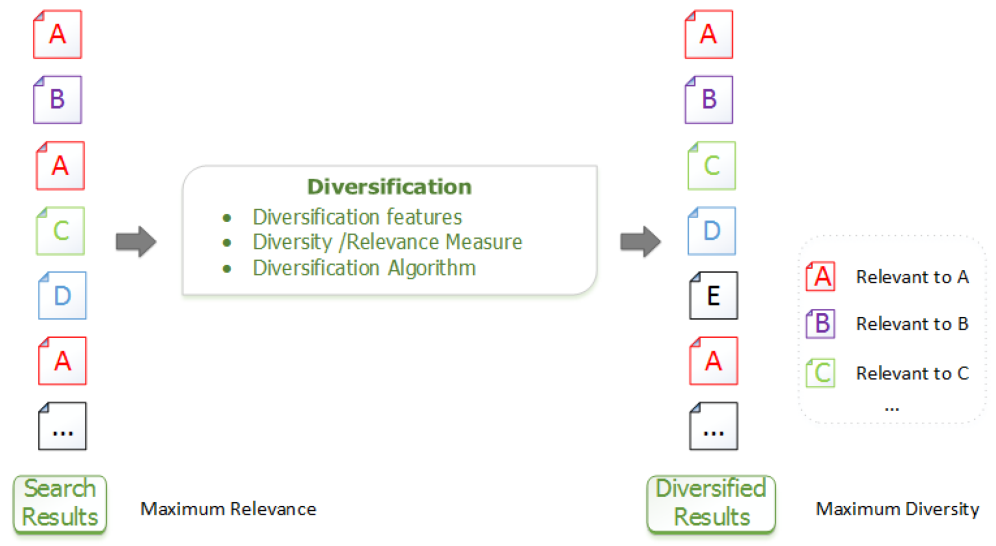 A
B
A
C
D
A
...
Search
Results
Maximum Relevance
Diversification
• Diversification features
• Diversity /Relevance Measure
• Diversification Algorithm
A
B
C
D
E
A
...
Diversified
Results
Maximum Diversity
A Relevant to A
B Relevant to B
C Relevant to C
...